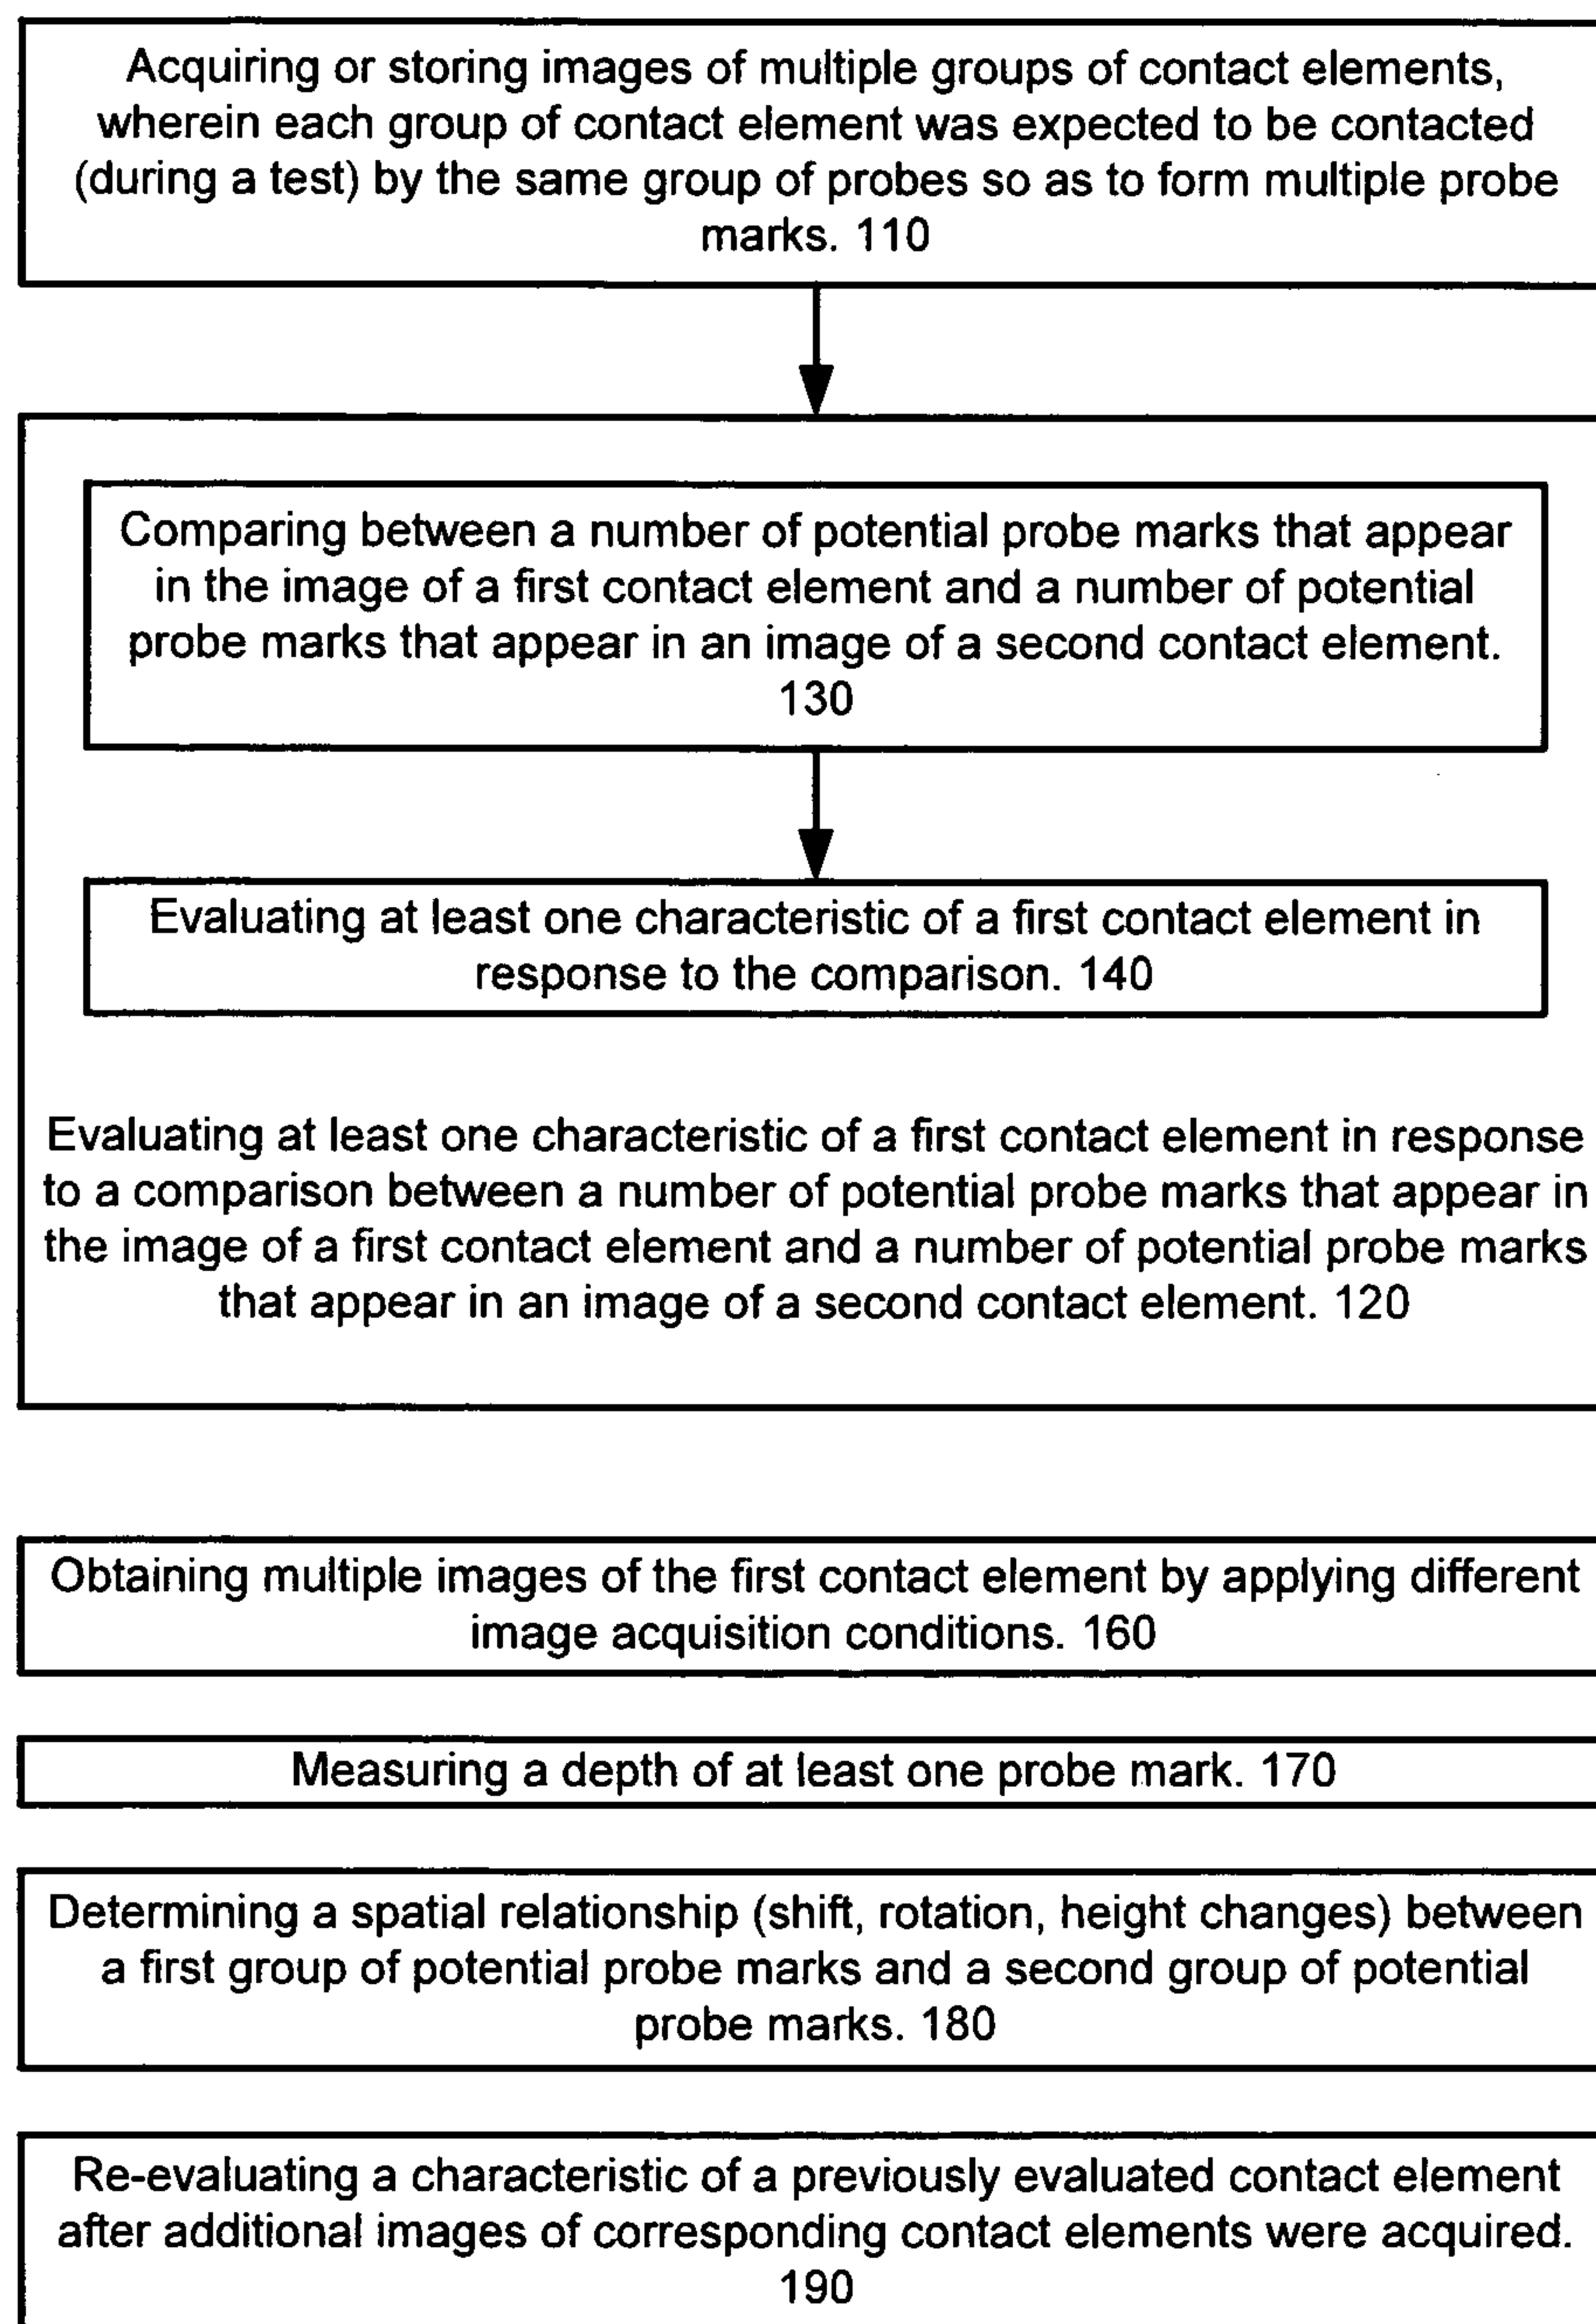 Acquiring or storing images of multiple groups of contact elements,
wherein each group of contact element was expected to be contacted
(during a test) by the same group of probes so as to form multiple probe
marks. 110
Comparing between a number of potential probe marks that appear
in the image of a first contact element and a number of potential
probe marks that appear in an image of a second contact element.
130
Evaluating at least one characteristic of a first contact element in
response to the comparison. 140
Evaluating at least one characteristic of a first contact element in response
to a comparison between a number of potential probe marks that appear in
the image of a first contact element and a number of potential probe marks
that appear in an image of a second contact element. 120
Obtaining multiple images of the first contact element by applying different
image acquisition conditions. 160
Measuring a depth of at least one probe mark. 170
Determining a spatial relationship (shift, rotation, height changes) between
a first group of potential probe marks and a second group of potential
probe marks. 180
Re-evaluating a characteristic of a previously evaluated contact element
after additional images of corresponding contact elements were acquired.
190